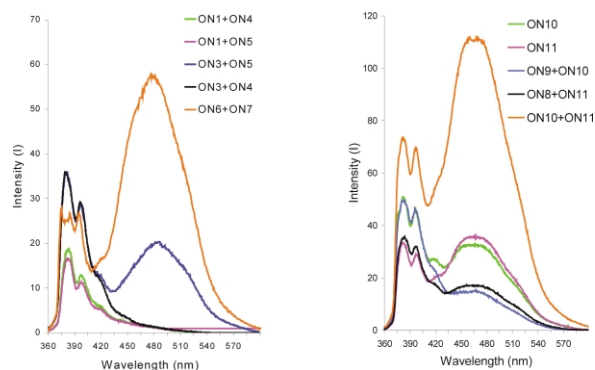 70
60
50
40
30
20
10
0
Intensity (I)
360 390 420 450 480 510 540 570
Wavelength (nm)
ON1+ON4
ON1+ON5
ON3+ON5
ON3+ON4
ON6+ON7
120
100
80
60
40
20
0
Intensity (I)
360 390 420 450 480 510 540 570
Wavelength (nm)
ON10
ON11
ON9+ON10
ON8+ON11
ON10+ON11